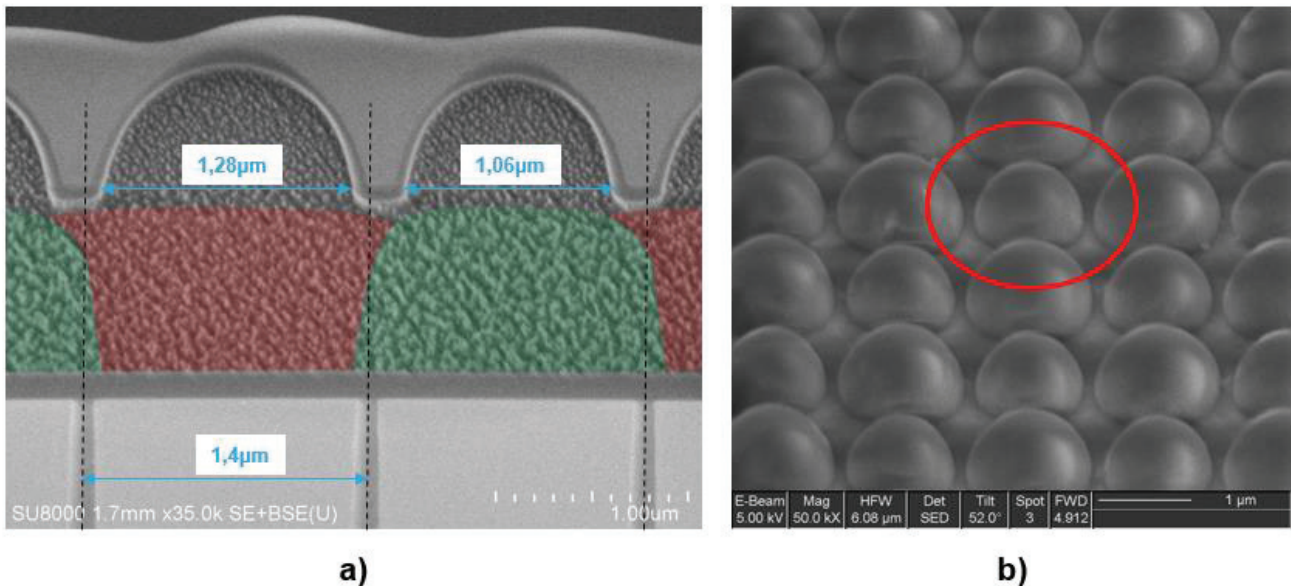 1,28µm
1,06µm
1,4µm
SU8000 1.7mm x35.0k SE+BSE(U)
1.00um
E-Beam Mag HFW Det Tilt Spot FWD
5.00 kV 50.0 kX 6.08 µm SED 52.0° 3 4.912
1 µm
a)
b)